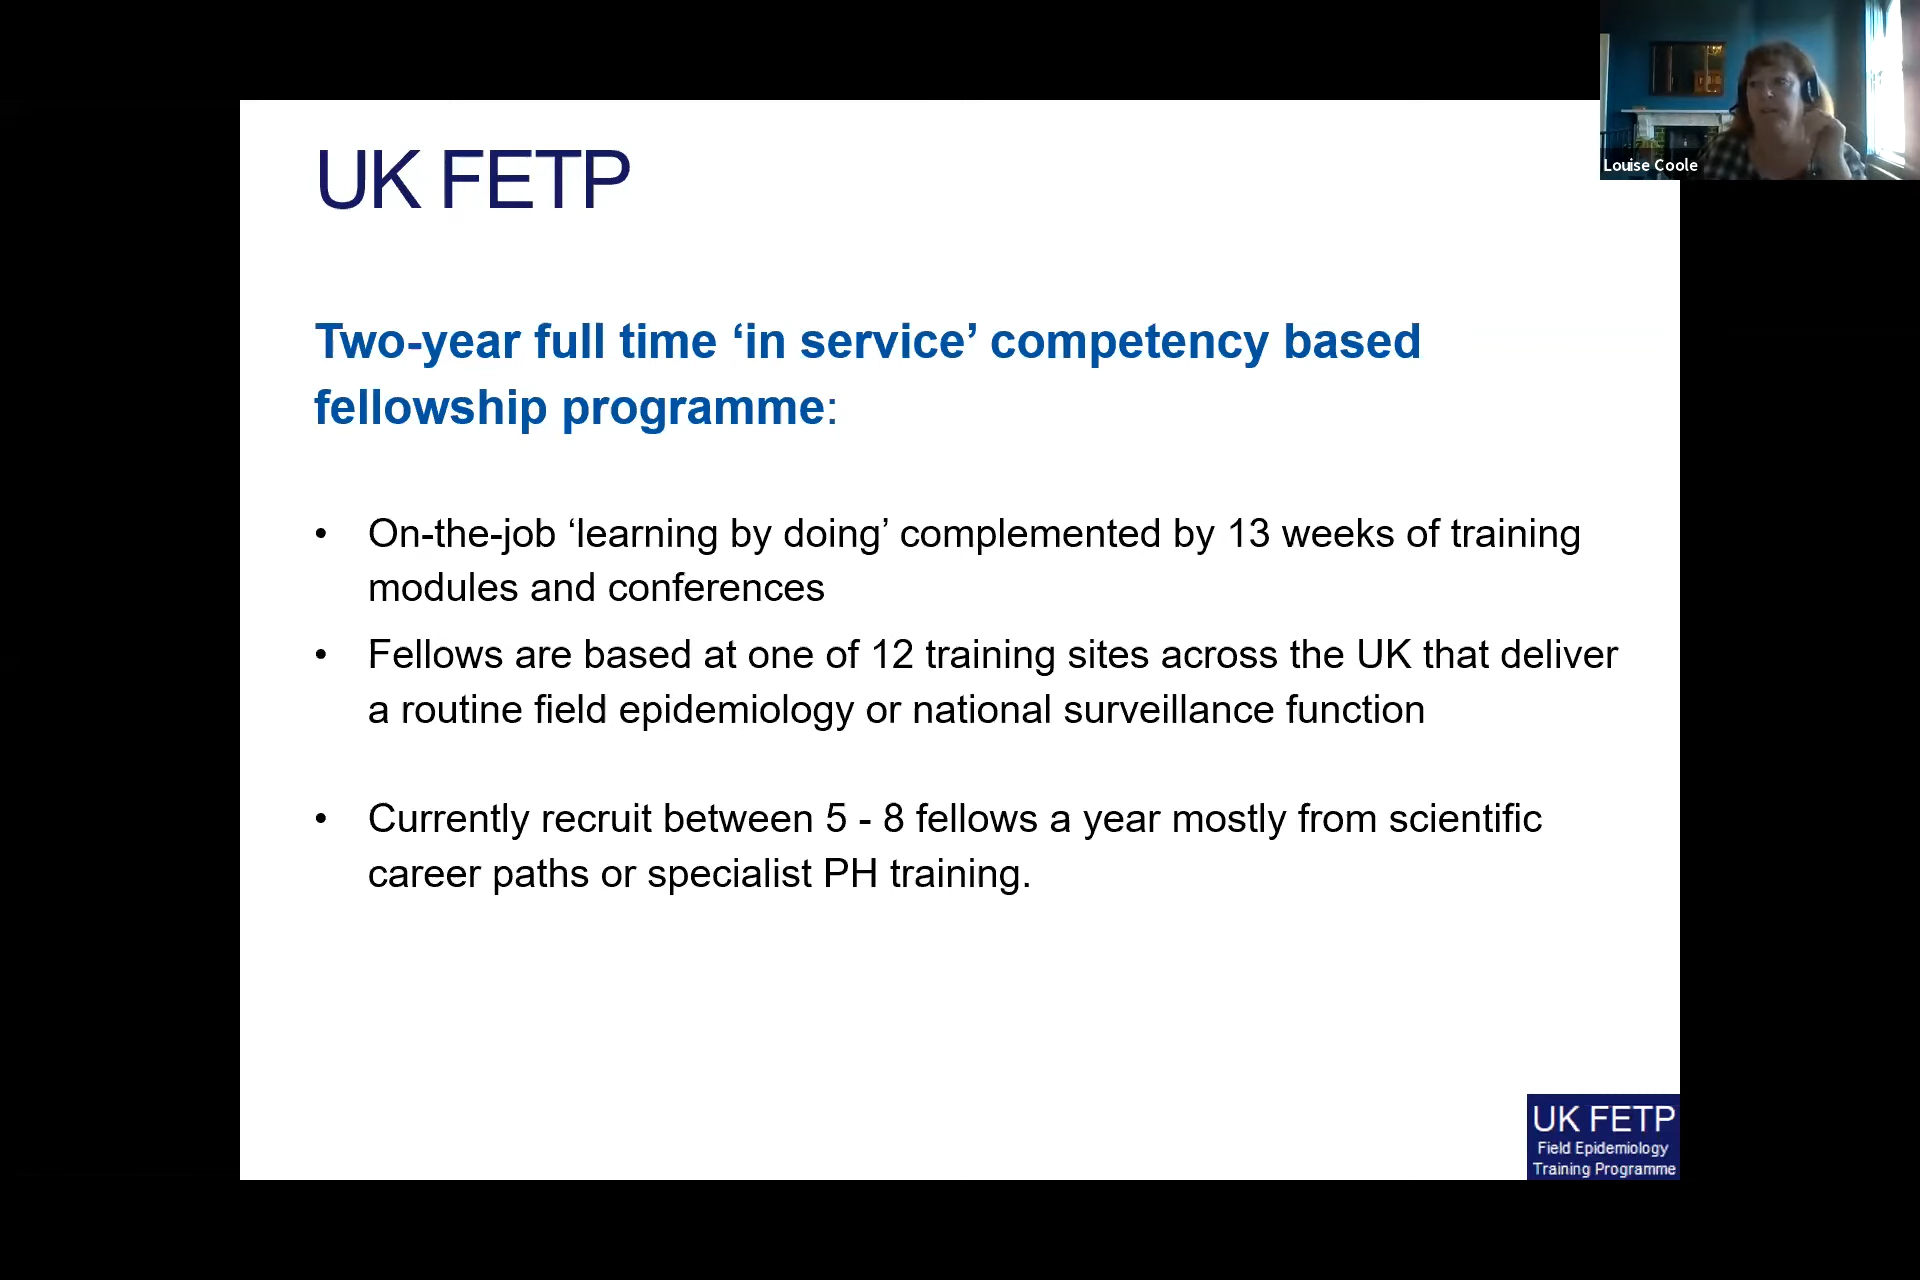 UK FETP
Louise Coole
Two-year full time ‘in service’ competency based
fellowship programme:
• On-the-job ‘learning by doing’ complemented by 13 weeks of training
modules and conferences
• Fellows are based at one of 12 training sites across the UK that deliver
a routine field epidemiology or national surveillance function
• Currently recruit between 5 - 8 fellows a year mostly from scientific
career paths or specialist PH training.
UK FETP
Field Epidemiology
Training Programme